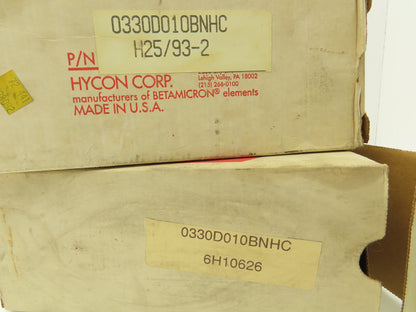 0330D010BNHC
H25/93-2
P/N
HYCON CORP.
Lehigh Valley, PA 18002
(215) 266-0100
manufacturers of BETAMICRON® elements
MADE IN U.S.A.
0330D010BNHC
6H10626